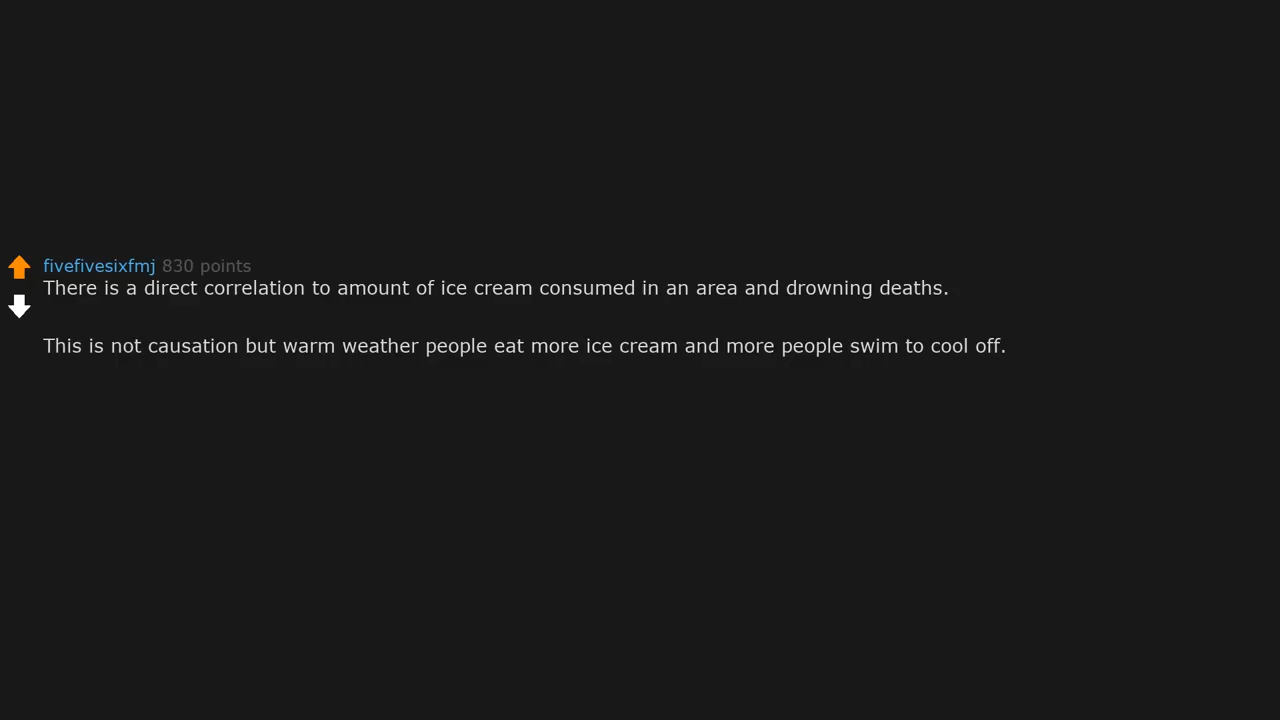 fivefivesixfmj 830 points
There is a direct correlation to amount of ice cream consumed in an area and drowning deaths.
This is not causation but warm weather people eat more ice cream and more people swim to cool off.